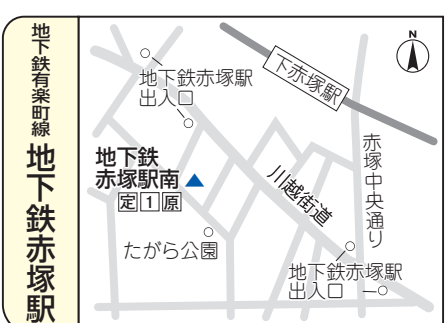 地下鉄有楽町線
地下鉄赤塚駅
N
地下鉄赤塚駅
出入口
下赤塚駅
地下鉄
赤塚駅南
定1原
たがら公園
川越街道
赤塚中央通り
地下鉄赤塚駅
出入口